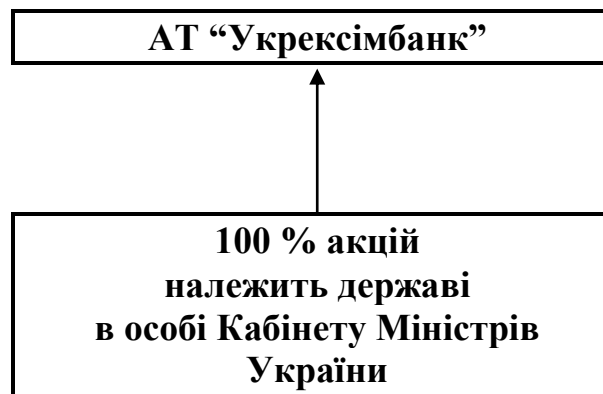 АТ “Укрексімбанк”
100 % акцій
належить державі
в особі Кабінету Міністрів
України